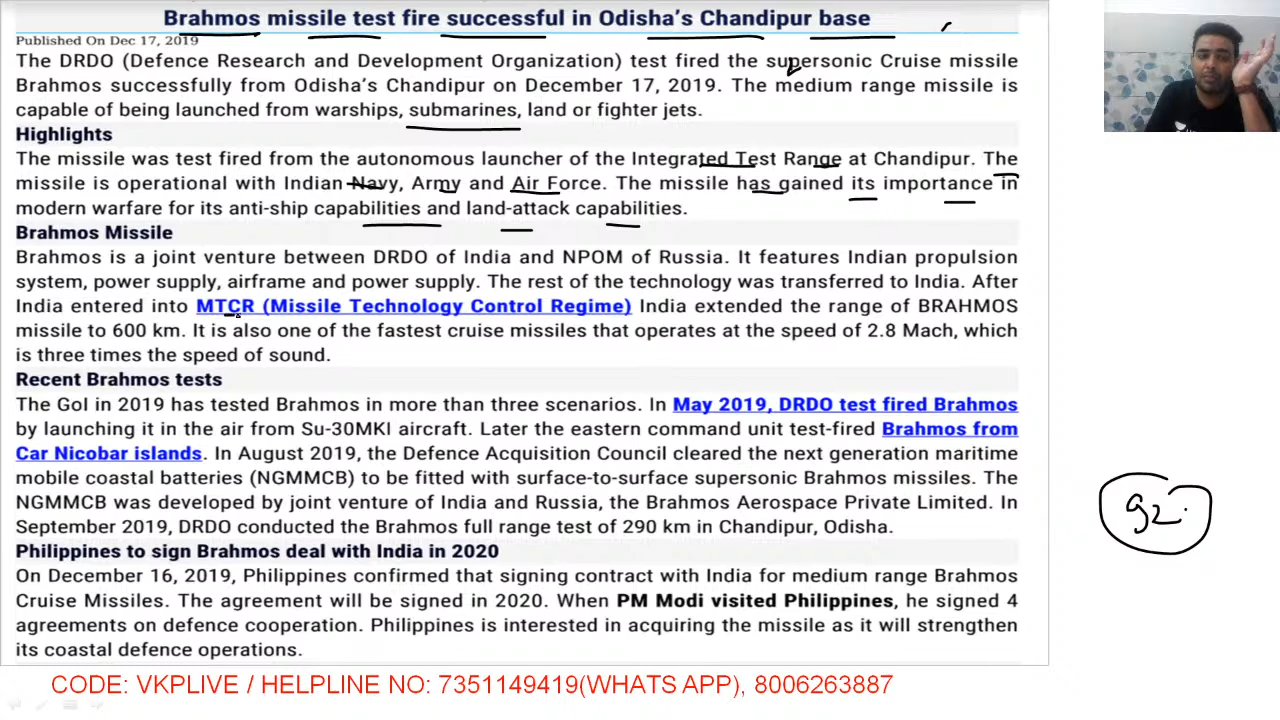 Brahmos missile test fire successful in Odisha's Chandipur base
Published On Dec 17, 2019
The DRDO (Defence Research and Development Organization) test fired the supersonic Cruise missile
Brahmos successfully from Odisha's Chandipur on December 17, 2019. The medium range missile is
capable of being launched from warships, submarines, land or fighter jets.
Highlights
The missile was test fired from the autonomous launcher of the Integrated Test Range at Chandipur. The
missile is operational with Indian Navy, Army and Air Force. The missile has gained its importance in
modern warfare for its anti-ship capabilities and land-attack capabilities.
Brahmos Missile
Brahmos is a joint venture between DRDO of India and NPOM of Russia. It features Indian propulsion
system, power supply, airframe and power supply. The rest of the technology was transferred to India. After
India entered into MTCR (Missile Technology Control Regime) India extended the range of BRAHMOS
missile to 600 km. It is also one of the fastest cruise missiles that operates at the speed of 2.8 Mach, which
is three times the speed of sound.
Recent Brahmos tests
The GoI in 2019 has tested Brahmos in more than three scenarios. In May 2019, DRDO test fired Brahmos
by launching it in the air from Su-30MKI aircraft. Later the eastern command unit test-fired Brahmos from
Car Nicobar islands. In August 2019, the Defence Acquisition Council cleared the next generation maritime
mobile coastal batteries (NGMMCB) to be fitted with surface-to-surface supersonic Brahmos missiles. The
NGMMCB was developed by joint venture of India and Russia, the Brahmos Aerospace Private Limited. In
September 2019, DRDO conducted the Brahmos full range test of 290 km in Chandipur, Odisha.
Philippines to sign Brahmos deal with India in 2020
On December 16, 2019, Philippines confirmed that signing contract with India for medium range Brahmos
Cruise Missiles. The agreement will be signed in 2020. When PM Modi visited Philippines, he signed 4
agreements on defence cooperation. Philippines is interested in acquiring the missile as it will strengthen
its coastal defence operations.
CODE: VKPLIVE / HELPLINE NO: 7351149419(WHATS APP), 8006263887